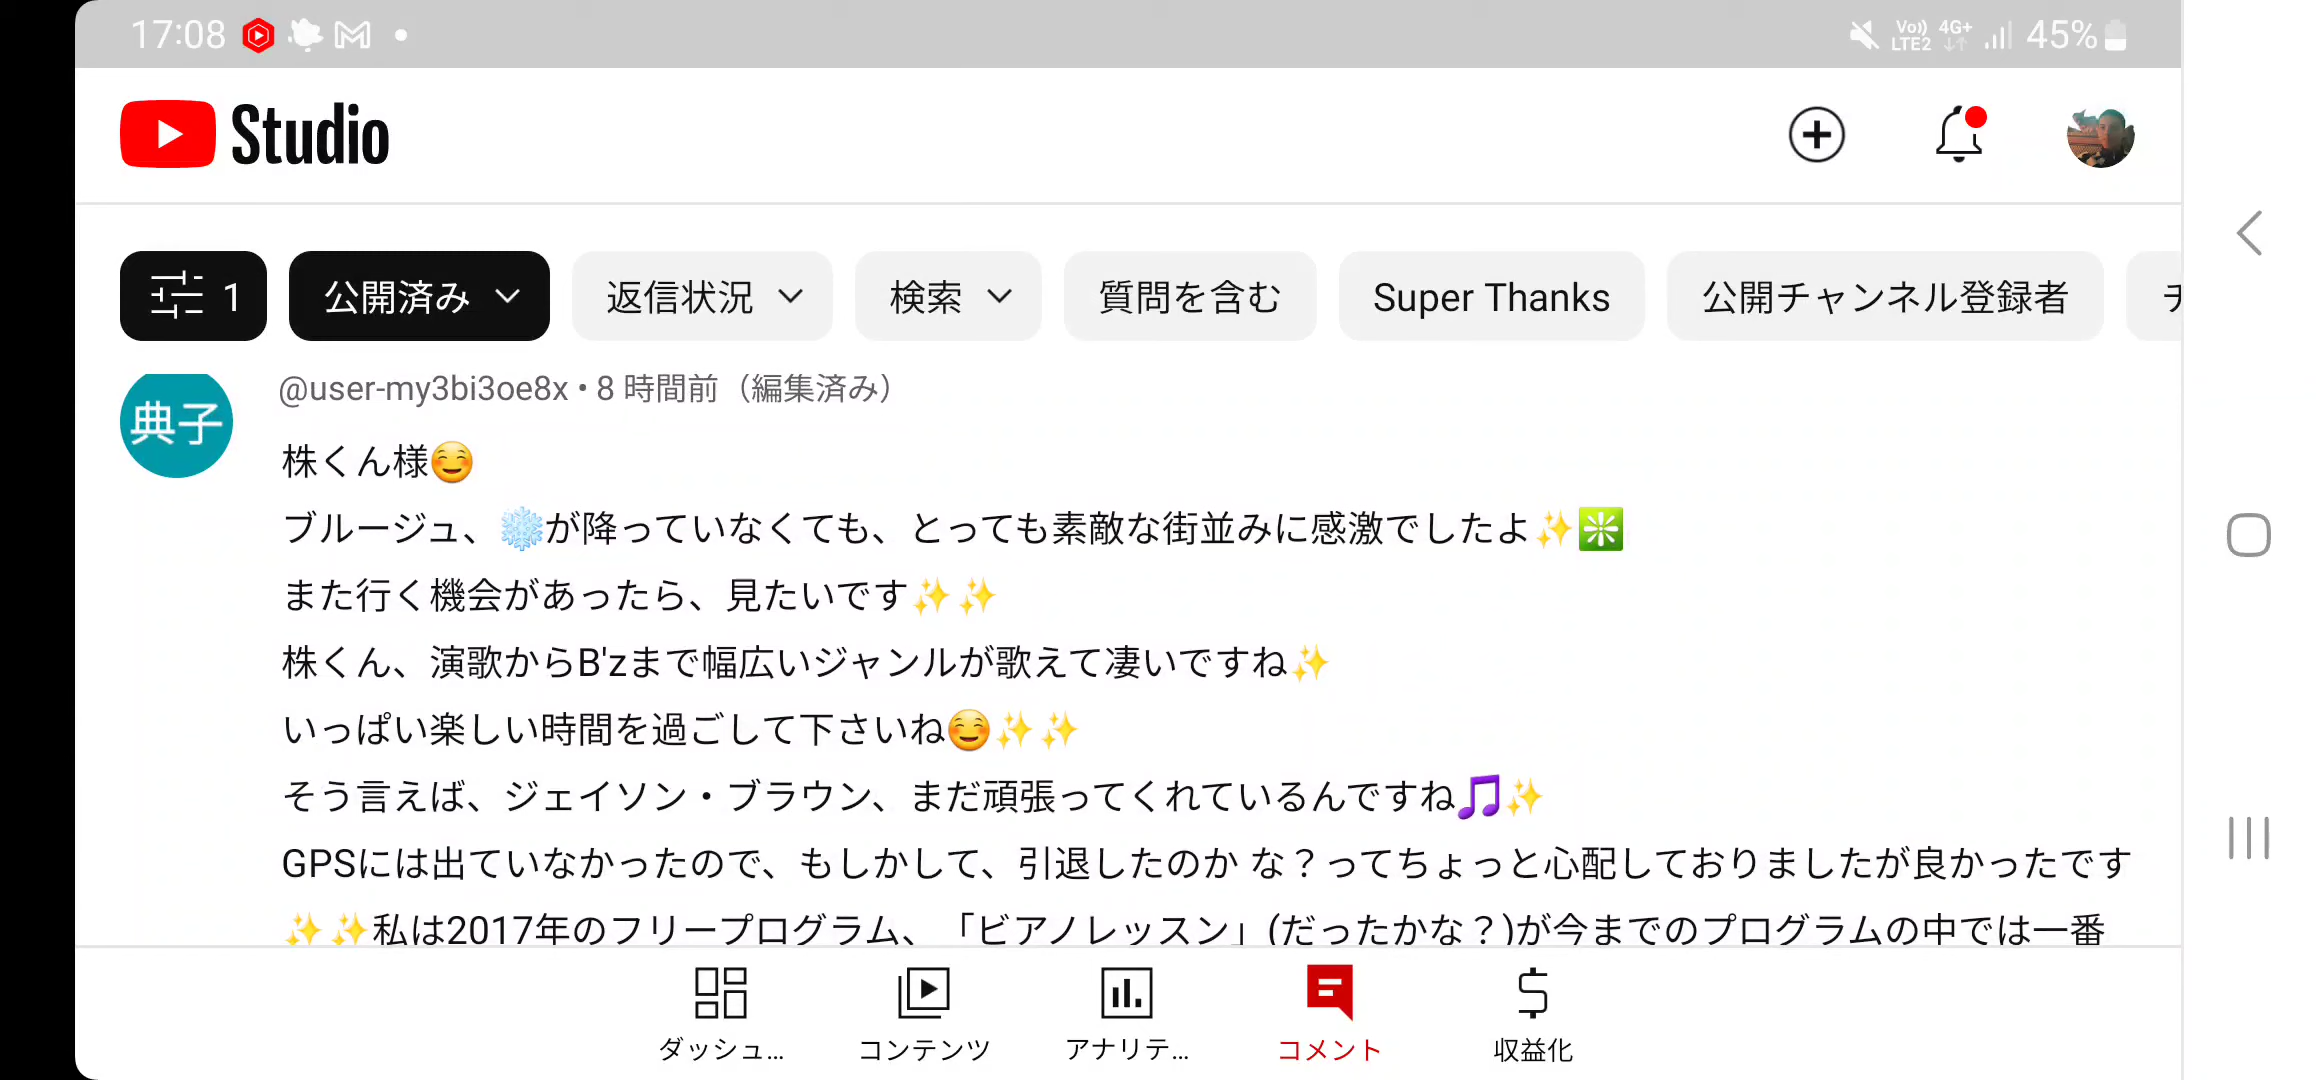 17:08
Vo)) LTE2 4G+ 45%
Studio
1 公開済み 返信状況 検索 質問を含む Super Thanks 公開チャンネル登録者
典子
@user-my3bi3oe8x • 8 時間前（編集済み）
株くん様☺️
ブルージュ、❄️が降っていなくても、とっても素敵な街並みに感激でしたよ✨❇️
また行く機会があったら、見たいです✨✨
株くん、演歌からB'zまで幅広いジャンルが歌えて凄いですね✨
いっぱい楽しい時間を過ごして下さいね☺️✨✨
そう言えば、ジェイソン・ブラウン、まだ頑張ってくれているんですね🎵✨
GPSには出ていなかったので、もしかして、引退したのか な？ってちょっと心配しておりましたが良かったです
✨✨私は2017年のフリープログラム、「ピアノレッスン」(だったかな？)が今までのプログラムの中では一番
ダッシュ... コンテンツ アナリテ... コメント 収益化